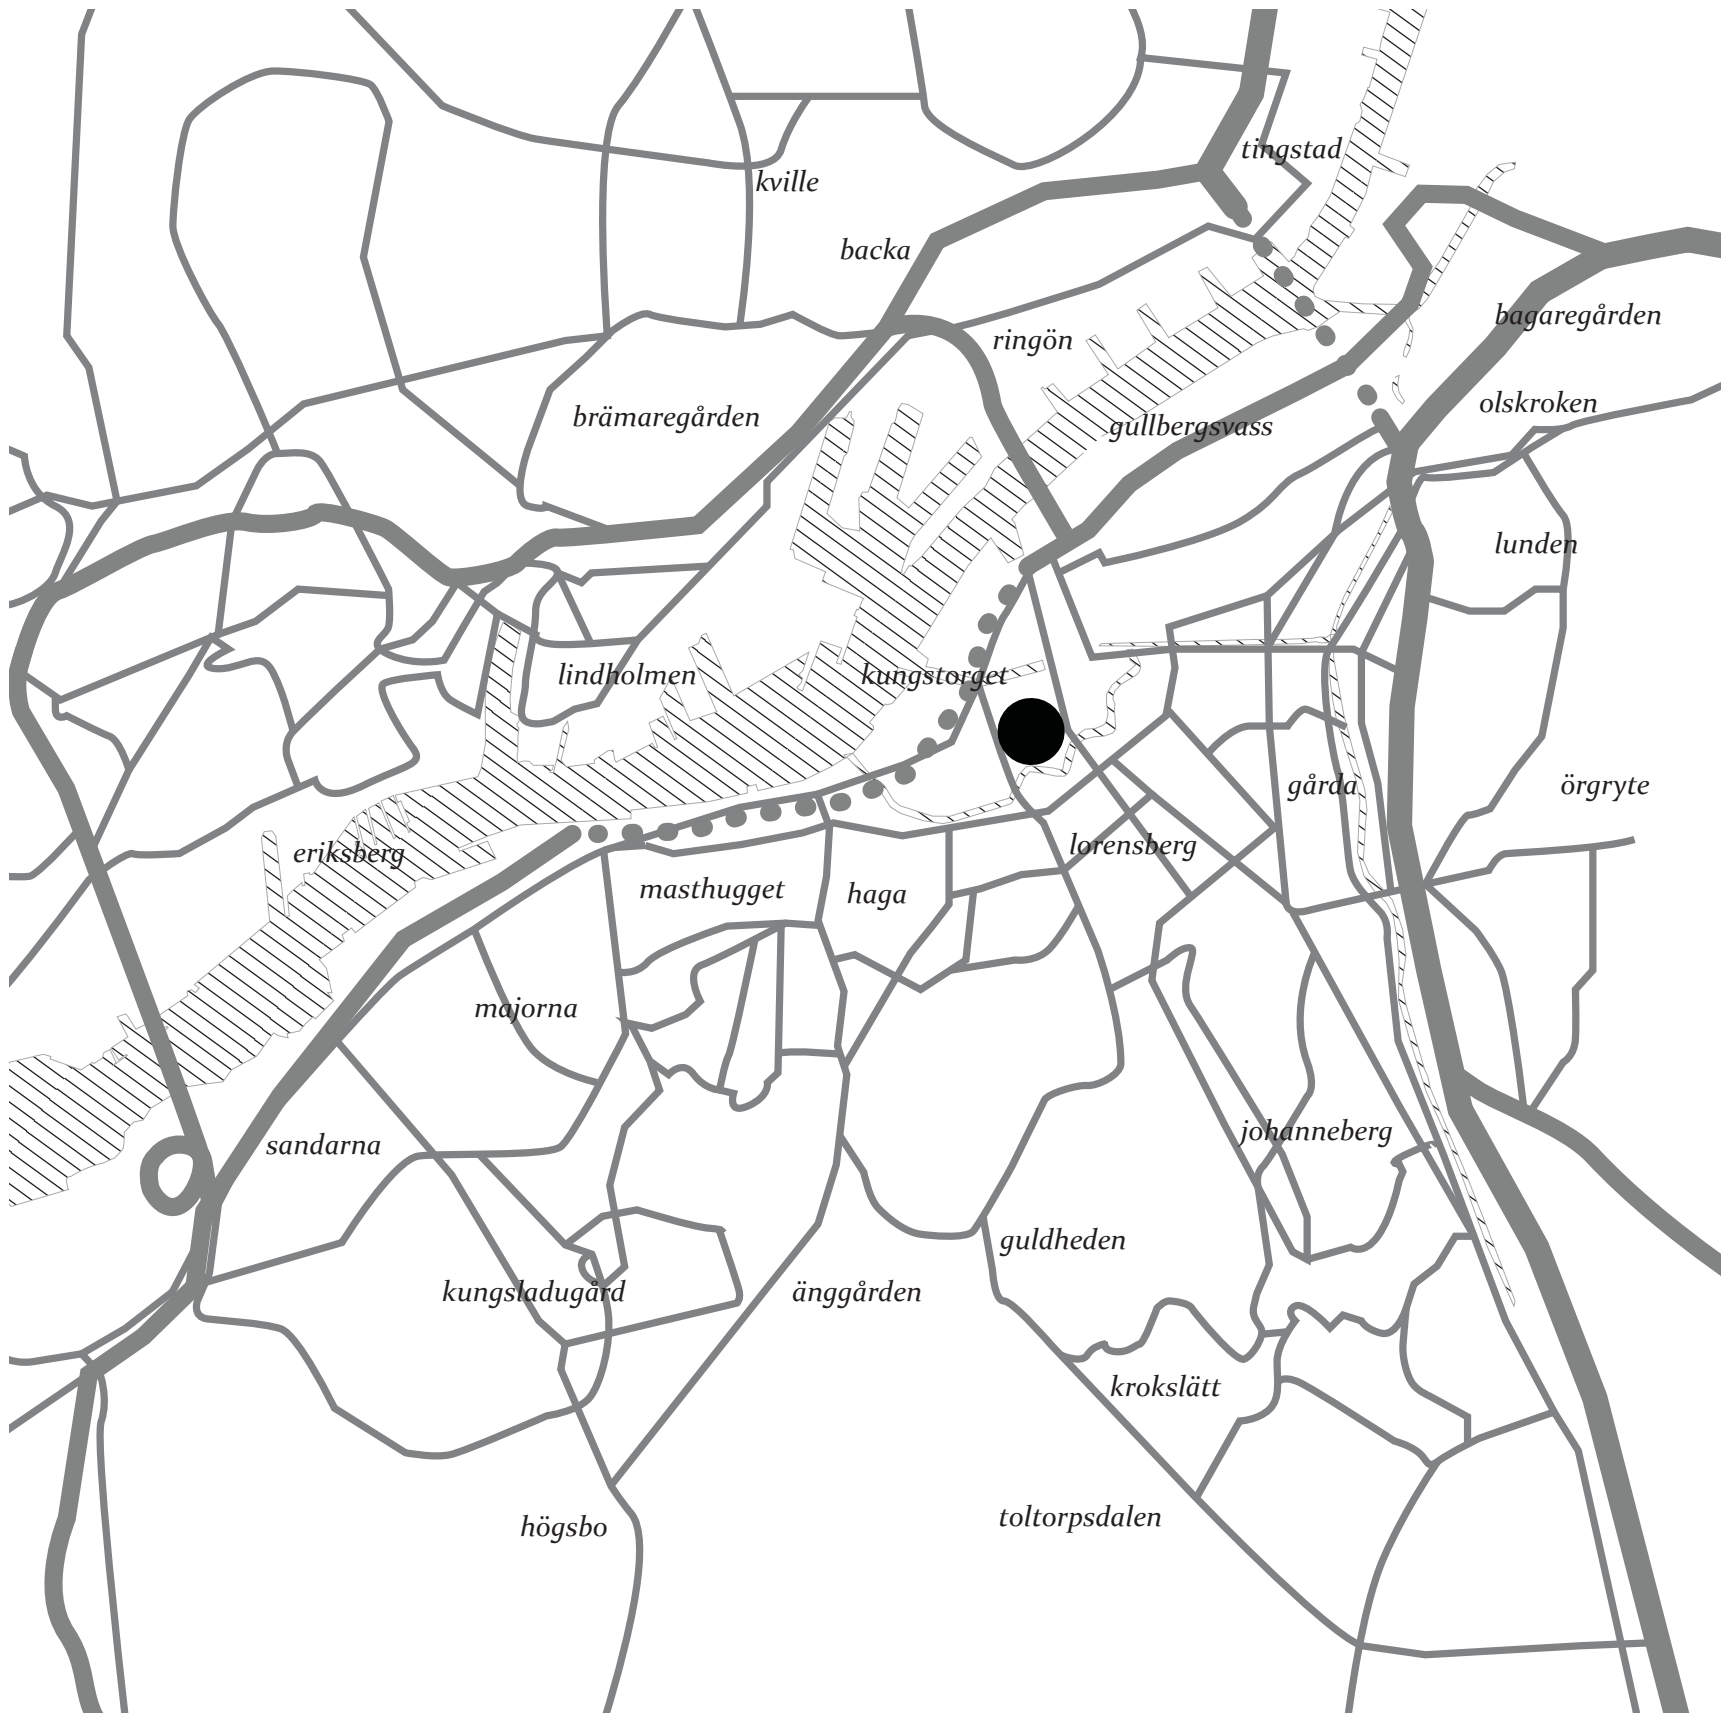 tingstad
kville
backa
bagaregården
ringön
olskroken
brämaregården
gullbergsvass
lunden
lindholmen
kungstorget
gårda
örgryte
lorensberg
eriksberg
masthugget
haga
majorna
johanneberg
sandarna
guldheden
kungsladugård
änggården
krokslätt
toltorpsdalen
högsbo